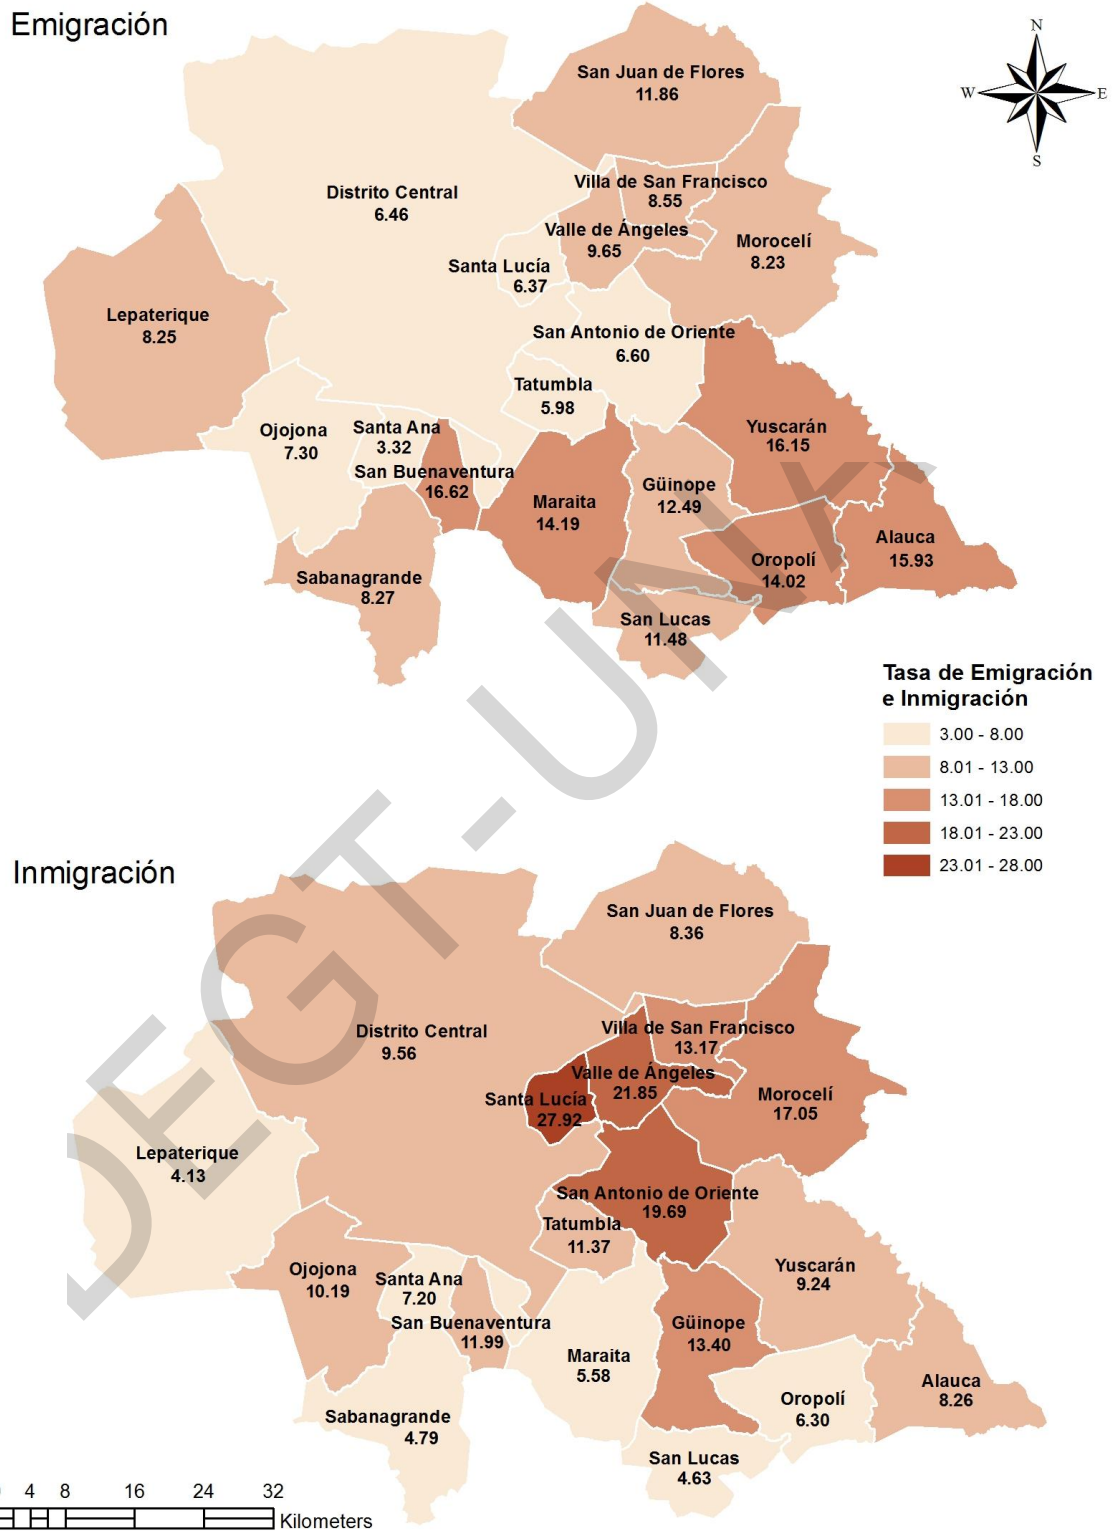 Emigración
N
W
E
S
San Juan de Flores
11.86
Villa de San Francisco
8.55
Distrito Central
6.46
Valle de Ángeles
9.65
Morocelí
8.23
Santa Lucía
6.37
Lepaterique
8.25
San Antonio de Oriente
6.60
Tatumbla
5.98
Yuscarán
16.15
Ojojona
7.30
Santa Ana
3.32
San Buenaventura
16.62
Güinope
12.49
Maraita
14.19
Alauca
15.93
Oropolí
14.02
Sabanagrande
8.27
San Lucas
11.48
Tasa de Emigración
e Inmigración
3.00 - 8.00
8.01 - 13.00
13.01 - 18.00
18.01 - 23.00
23.01 - 28.00
Inmigración
San Juan de Flores
8.36
Distrito Central
9.56
Villa de San Francisco
13.17
Valle de Ángeles
21.85
Santa Lucía
27.92
Morocelí
17.05
Lepaterique
4.13
San Antonio de Oriente
19.69
Tatumbla
11.37
Ojojona
10.19
Santa Ana
7.20
Yuscarán
9.24
San Buenaventura
11.99
Güinope
13.40
Maraita
5.58
Alauca
8.26
Oropolí
6.30
Sabanagrande
4.79
San Lucas
4.63
4 8 16 24 32
Kilometers